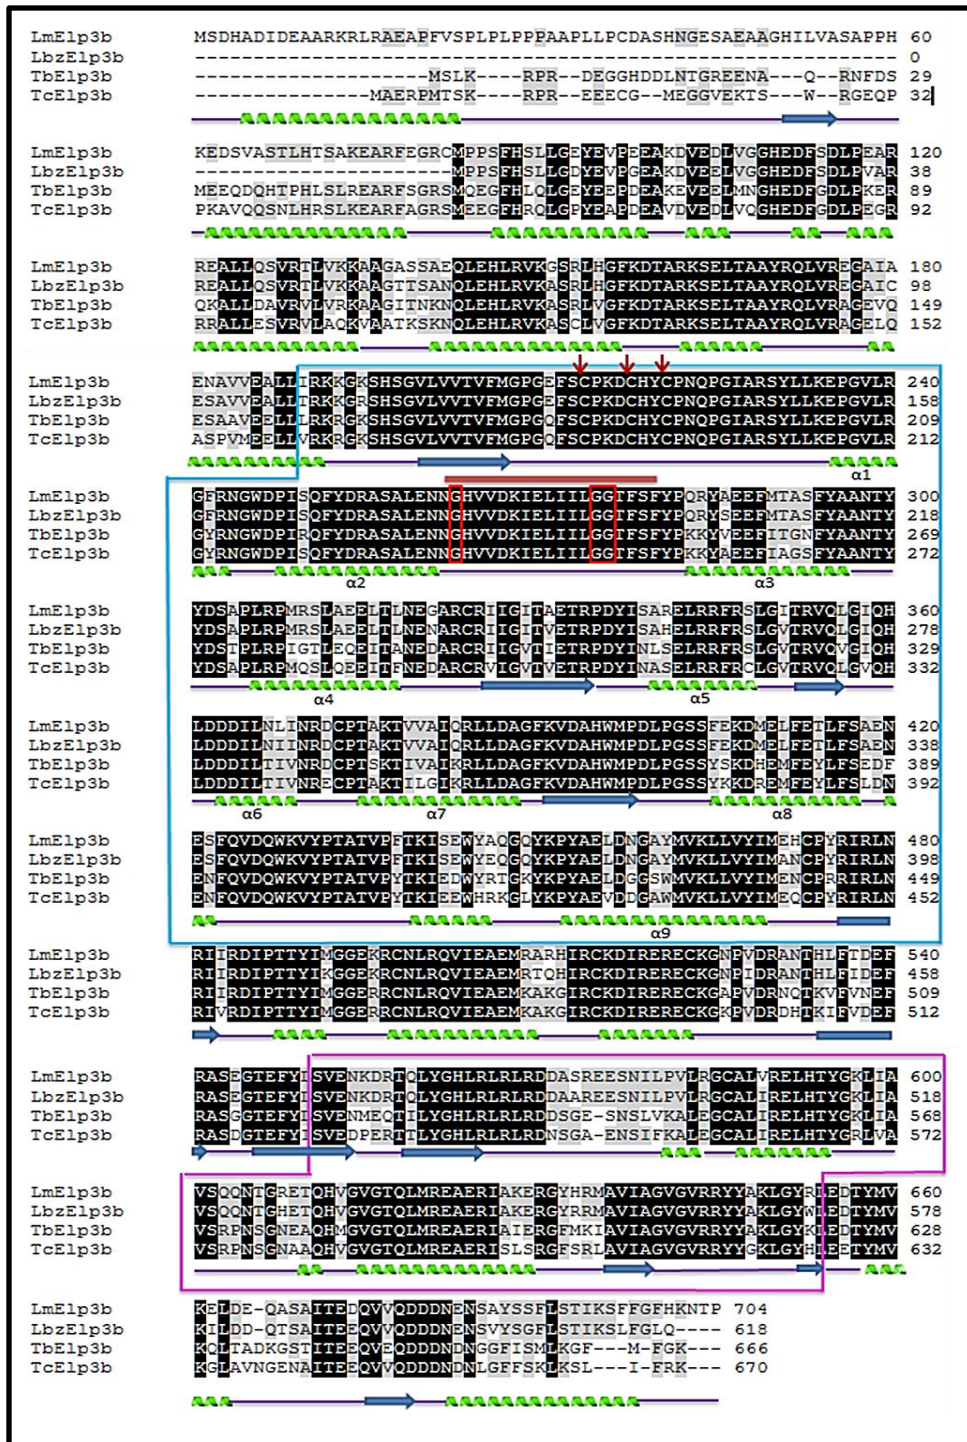 LmElp3b MSDHADIDEAARKRLRAEAPFVSPLPLPPPAAPLLPCDASHNGESAEAAGHILVASAPPH 60
LbzElp3b ------------------------------------------------------------ 0
TbElp3b --------------------MSLK----RPR--DEGGHDDLNTGREENA---Q--RNFDS 29
TcElp3b ---------------MAERPMTSK----RPR--EEECG--MEGGVEKTS---W--RGEQP 32
LmElp3b KEDSVASTLHTSAKEARFEGRCMPPSFHSLLGEYEVPEEAKDVEDLVGGHEDFSDLPEAR 120
LbzElp3b ----------------------MPPSFHSLLGDYEVPGEAKDVEELVGGHEDFSDLPVAR 38
TbElp3b MEEQDQHTPHLSLREARFSGRSMQEGFHLQLGEYEEPDEAKEVEELMNGHEDFGDLPKER 89
TcElp3b PKAVQQSNLHRSLKEARFAGRSMEEGFHRQLGPYEAPDEAVDVEDLVQGHEDFGDLPEGR 92
LmElp3b REALLQSVRTLVKKAAGASSAEQLEHLRVKGSRLHGFKDTARKSELTAAYRQLVREGAIA 180
LbzElp3b REALLQSVRTLVKKAAGTTSANQLEHLRVKASRLHGFKDTARKSELTAAYRQLVREGAIC 98
TbElp3b QKALLDAVRVLVRKAAGITNKNQLEHLRVKASRLVGFKDTARKSELTAAYRQLVRAGEVQ 149
TcElp3b RRALLESVRVLAQKVAATKSKNQLEHLRVKASCLVGFKDTARKSELTAAYRQLVRAGELQ 152
LmElp3b ENAVVEALLIRKKGKSHSGVLVVTVFMGPGEFSCPKDCHYCPNQPGIARSYLLKEPGVLR 240
LbzElp3b ESAVVEALLTRKKGRSHSGVLVVTVFMGPGEFSCPKDCHYCPNQPGIARSYLLKEPGVLR 158
TbElp3b ESAAVEELLLRKRGKSHSGVLVVTVFMGPGQFSCPKDCHYCPNQPGIARSYLLKEPGVLR 209
TcElp3b ASPVMEELLVRKRGKSHSGVLVVTVFMGPGQFSCPKDCHYCPNQPGIARSYLLKEPGVLR 212
α1
LmElp3b GFRNGWDPISQFYDRASALENNGHVVDKIELIILGGTFSFYPQRYAEEFMTASFYAANTY 300
LbzElp3b GFRNGWDPISQFYDRASALENNGHVVDKIELIILGGTFSFYPQRYSEEFMTASFYAANTY 218
TbElp3b GYRNGWDPIRQFYDRASALENNGHVVDKIELIILGGTFSFYPKKYVEEFITGNFYAANTY 269
TcElp3b GYRNGWDPISQFYDRASALENNGHVVDKIELIILGGTFSFYPKKYAEEFIAGSFYAANTY 272
α2 α3
LmElp3b YDSAPLRPMRSLAEELTLNEGARCRIIGITAETRPDYISARELRRFRSLGITRVQLGIQH 360
LbzElp3b YDSAPLRPMRSLAEELTLNENARCRIIGITVETRPDYISAHELRRFRSLGVTRVQLGIQH 278
TbElp3b YDSTPLRPIGTLEQEITANEDARCRIIGVTIETRPDYINLSELRRFRSLGVTRVQVGIQH 329
TcElp3b YDSAPLRPMQSLQEEITFNEDARCRVIGVTVETRPDYINASELRRFRCLGVTRVQLGVQH 332
α4 α5
LmElp3b LDDDILNLINRDCPTAKTVVAIQRLLDAGFKVDAHWMPDLPGSSFEKDMELFETLFSAEN 420
LbzElp3b LDDDILNIINRDCPTAKTVVAIQRLLDAGFKVDAHWMPDLPGSSFEKDMELFETLFSAEN 338
TbElp3b LDDDILTIVNRDCPTSKTIVAIKRLLDAGFKVDAHWMPDLPGSSYSKDHEMFEYLFSEDF 389
TcElp3b LDDDILTIVNRECPTAKTILGIKRLLDAGFKVDAHWMPDLPGSSYKKDREMFEYLFSLDN 392
α6 α7 α8
LmElp3b ESFQVDQWKVYPTATVPFTKISEWYAQGQYKPYAELDNGAYMVKLLVYIMEHCPYRIRLN 480
LbzElp3b ESFQVDQWKVYPTATVPFTKISEWYEQGQYKPYAELDNGAYMVKLLVYIMANCPYRIRLN 398
TbElp3b ENFQVDQWKVYPTATVPYTKIEDWYRTGKYKPYAELDGGSWMVKLLVYIMENCPRRIRLN 449
TcElp3b ENFQVDQWKVYPTATVPYTKIEEWHRKGLYKPYAEVDDGAWMVKLLVYIMEQCPYRIRLN 452
α9
LmElp3b RIIRDIPTTYIMGGEKRCNLRQVIEAEMRARHIRCKDIRERECKGNPVDRANTHLFTDEF 540
LbzElp3b RIIRDIPTTYIKGGEKRCNLRQVIEAEMRTQHIRCKDIRERECKGNPIDRANTHLFIDEF 458
TbElp3b RIIRDIPTTYIMGGERRCNLRQVIEAEMKAKGIRCKDIRERECKGAPVDRNQTKVFVNEF 509
TcElp3b RIVRDIPTTYIMGGERRCNLRQVIEAEMKAKGIRCKDIRERECKGKPVDRDHTKIFVDEF 512
LmElp3b RASEGTEFYISVENKDRTQLYGHLRLRLRDDASREESNILPVLRGCALVRELHTYGKLIA 600
LbzElp3b RASEGTEFYISVENKDRTQLYGHLRLRLRDDAAREESNILPVLRGCALIRELHTYGKLIA 518
TbElp3b RASGGTEFYISVENMEQTILYGHLRLRLRDDSGE-SNSLVKALEGCALIRELHTYGKLIA 568
TcElp3b RASDGTEFYISVEDPERTTLYGHLRLRLRDNSGA-ENSIFKALEGCALIRELHTYGRLVA 572
LmElp3b VSQQNTGRETQHVGVGTQLMREAERIAKERGYHRMAVIAGVGVRRYYAKLGYRLEDTYMV 660
LbzElp3b VSQQNTGHETQHVGVGTQLMREAERIAKERGYRRMAVIAGVGVRRYYAKLGYWLEDTYMV 578
TbElp3b VSRPNSGNEAQHMGVGTQLMREAERIAIERGFMKIAVIAGVGVRRYYAKLGYKLEDTYMV 628
TcElp3b VSRPNSGNAAQHVGVGTQLMREAERISLSRGFSRLAVIAGVGVRRYYGKLGYHLEETYMV 632
LmElp3b KELDE-QASAITEDQVVQDDDNENSAYSSFLSTIKSFFGFHKNTP 704
LbzElp3b KILDD-QTSAITEEQVVQDDDNENSVYSGFLSTIKSLFGLQ---- 618
TbElp3b KQLTADKGSTITEEQVEQDDDNDNGGFISMLKGF---M-FGK--- 666
TcElp3b KGLAVNGENAITEEQVVQDDDNDNLGFFSKLKSL---I-FRK--- 670